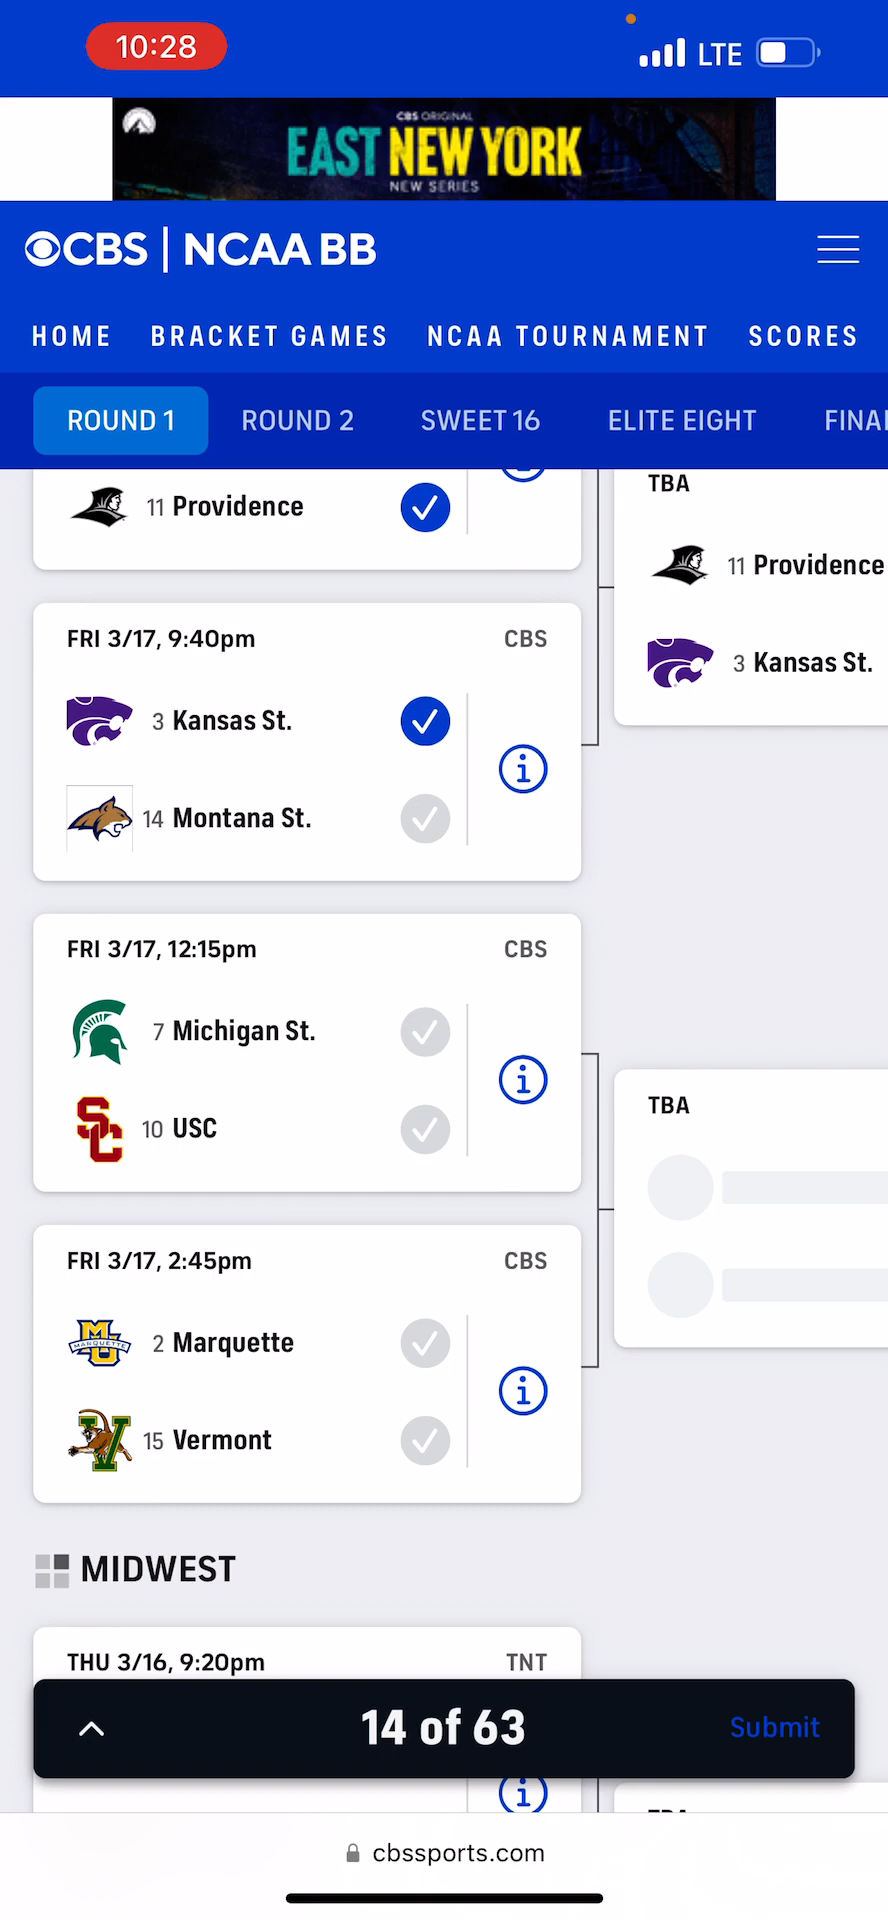 10:28
LTE
CBS ORIGINAL
EAST NEW YORK
NEW SERIES
CBS | NCAA BB
HOME BRACKET GAMES NCAA TOURNAMENT SCORES
ROUND 1 ROUND 2 SWEET 16 ELITE EIGHT FINA
11 Providence
TBA
11 Providence
3 Kansas St.
FRI 3/17, 9:40pm CBS
3 Kansas St.
14 Montana St.
FRI 3/17, 12:15pm CBS
7 Michigan St.
10 USC
TBA
FRI 3/17, 2:45pm CBS
MU
MARQUETTE
2 Marquette
V
15 Vermont
MIDWEST
THU 3/16, 9:20pm TNT
14 of 63
Submit
cbssports.com